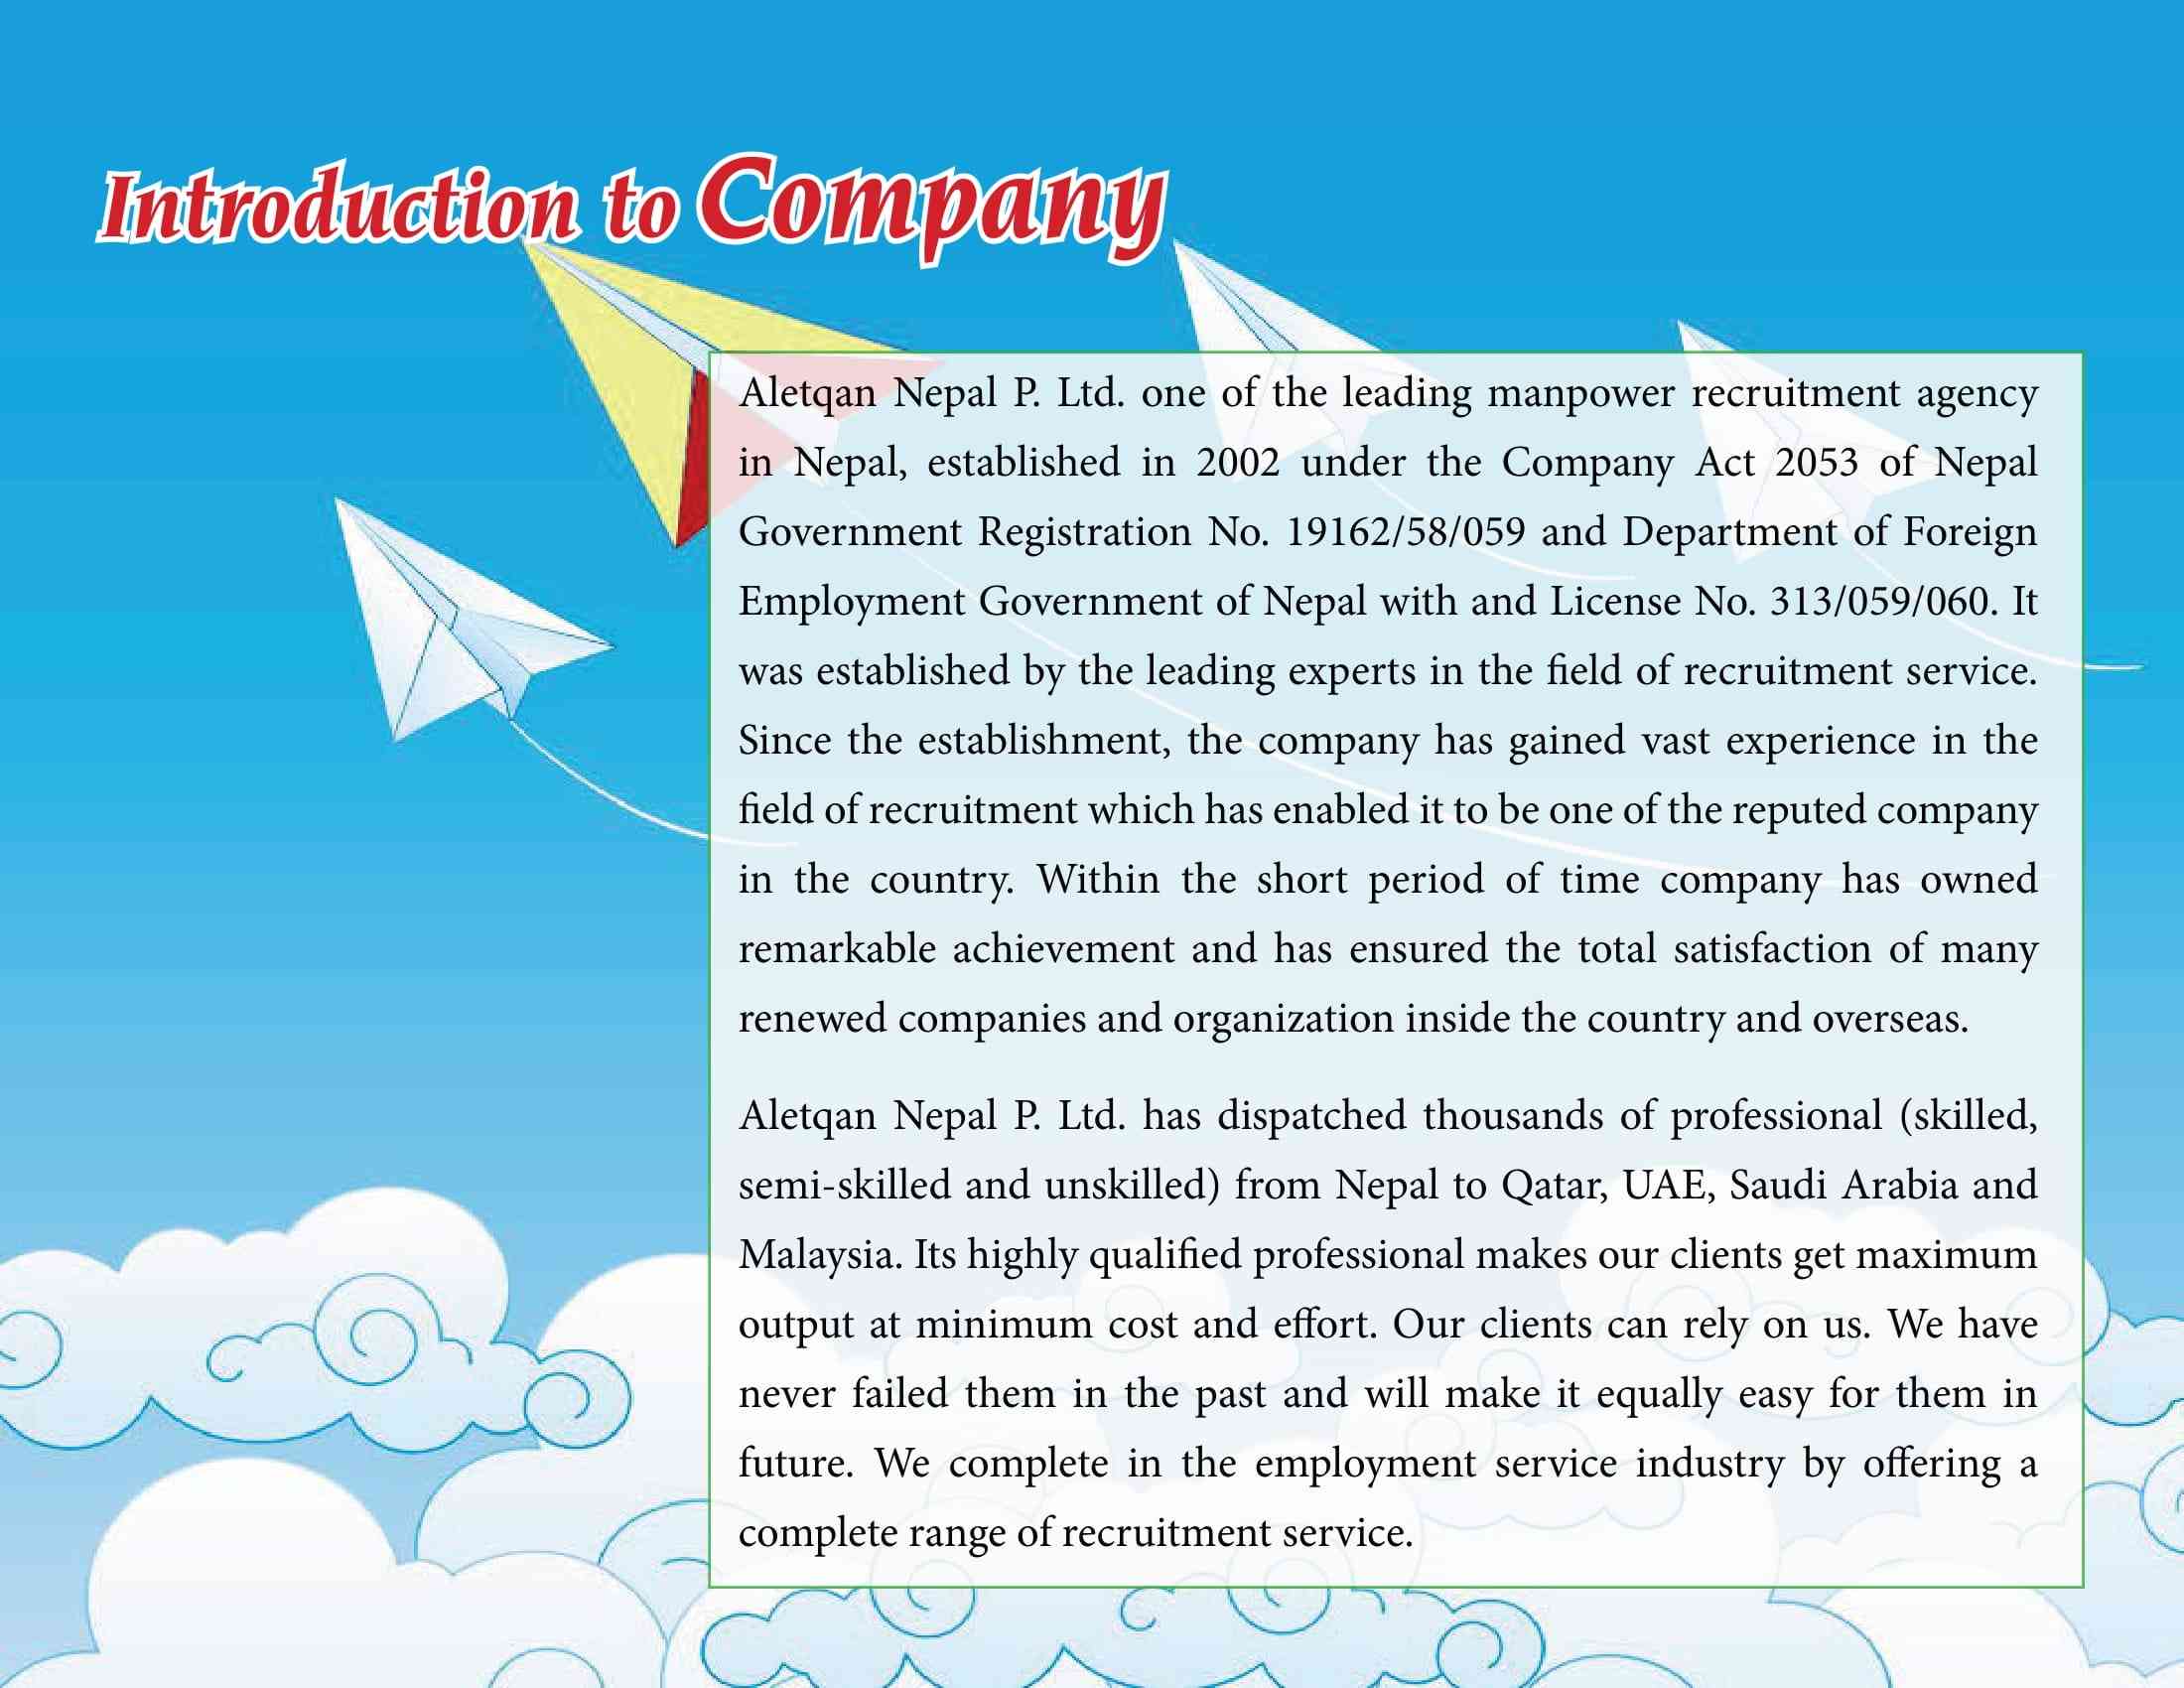 Introduction to Company
Aletqan Nepal P. Ltd. one of the leading manpower recruitment agency
in Nepal, established in 2002 under the Company Act 2053 of Nepal
Government Registration No. 19162/58/059 and Department of Foreign
Employment Government of Nepal with and License No. 313/059/060. It
was established by the leading experts in the field of recruitment service.
Since the establishment, the company has gained vast experience in the
field of recruitment which has enabled it to be one of the reputed company
in the country. Within the short period of time company has owned
remarkable achievement and has ensured the total satisfaction of many
renewed companies and organization inside the country and overseas.
Aletqan Nepal P. Ltd. has dispatched thousands of professional (skilled,
semi-skilled and unskilled) from Nepal to Qatar, UAE, Saudi Arabia and
Malaysia. Its highly qualified professional makes our clients get maximum
output at minimum cost and effort. Our clients can rely on us. We have
never failed them in the past and will make it equally easy for them in
future. We complete in the employment service industry by offering a
complete range of recruitment service.